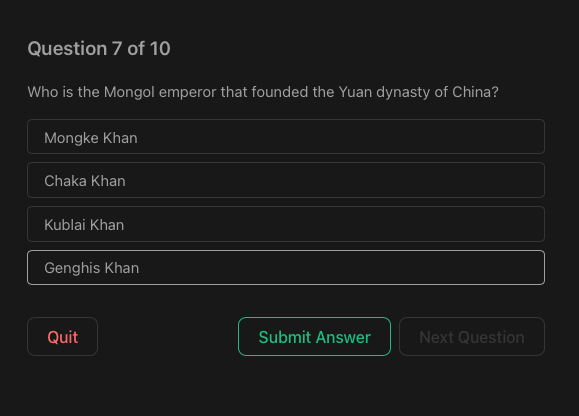 Question 7 of 10
Who is the Mongol emperor that founded the Yuan dynasty of China?
Mongke Khan
Chaka Khan
Kublai Khan
Genghis Khan
Quit Submit Answer Next Question